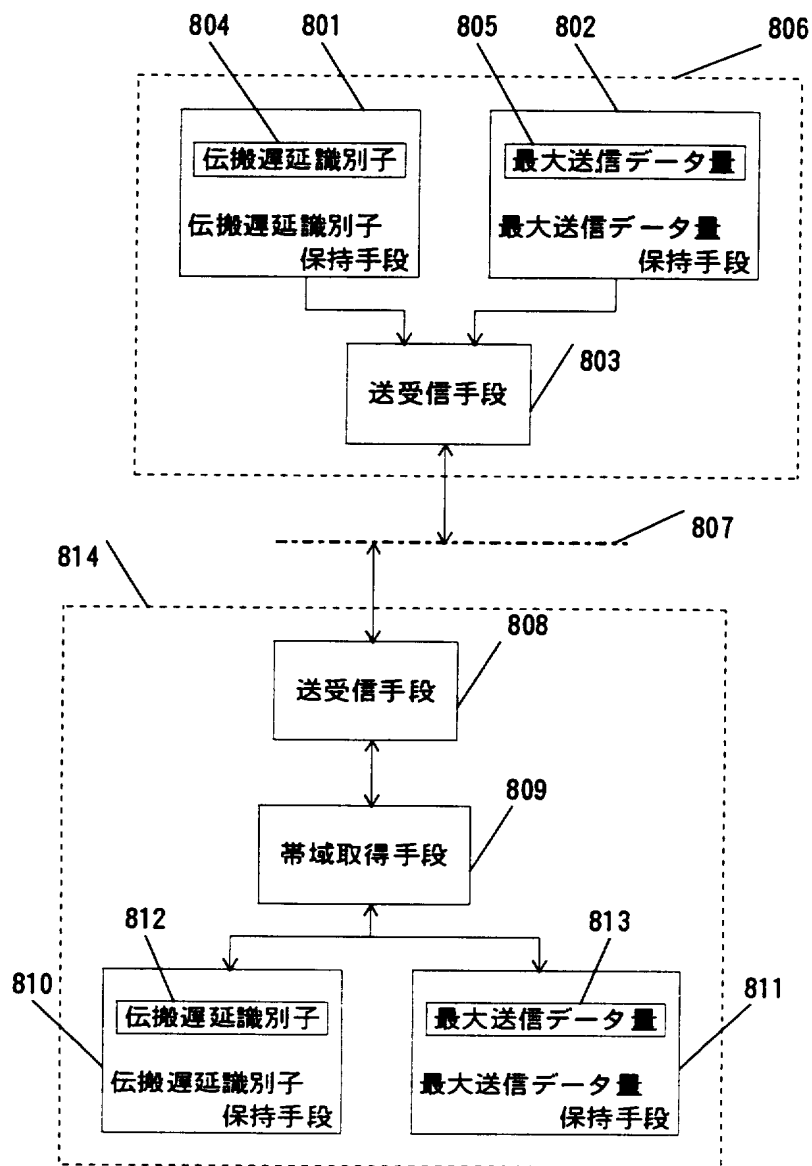 804 801 805 802 806
伝搬遅延識別子 最大送信データ量
伝搬遅延識別子 最大送信データ量
保持手段 保持手段
803
送受信手段
807
814
808
送受信手段
809
帯域取得手段
812 813
810 811
伝搬遅延識別子 最大送信データ量
伝搬遅延識別子 最大送信データ量
保持手段 保持手段